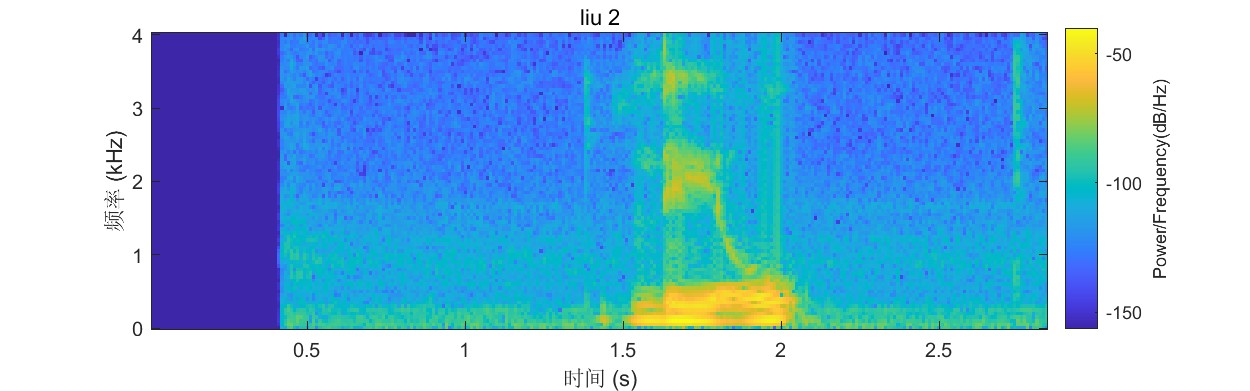 liu 2
4
3
2
1
0
频率 (kHz)
0.5 1 1.5 2 2.5
时间 (s)
-50
-100
-150
Power/Frequency(dB/Hz)